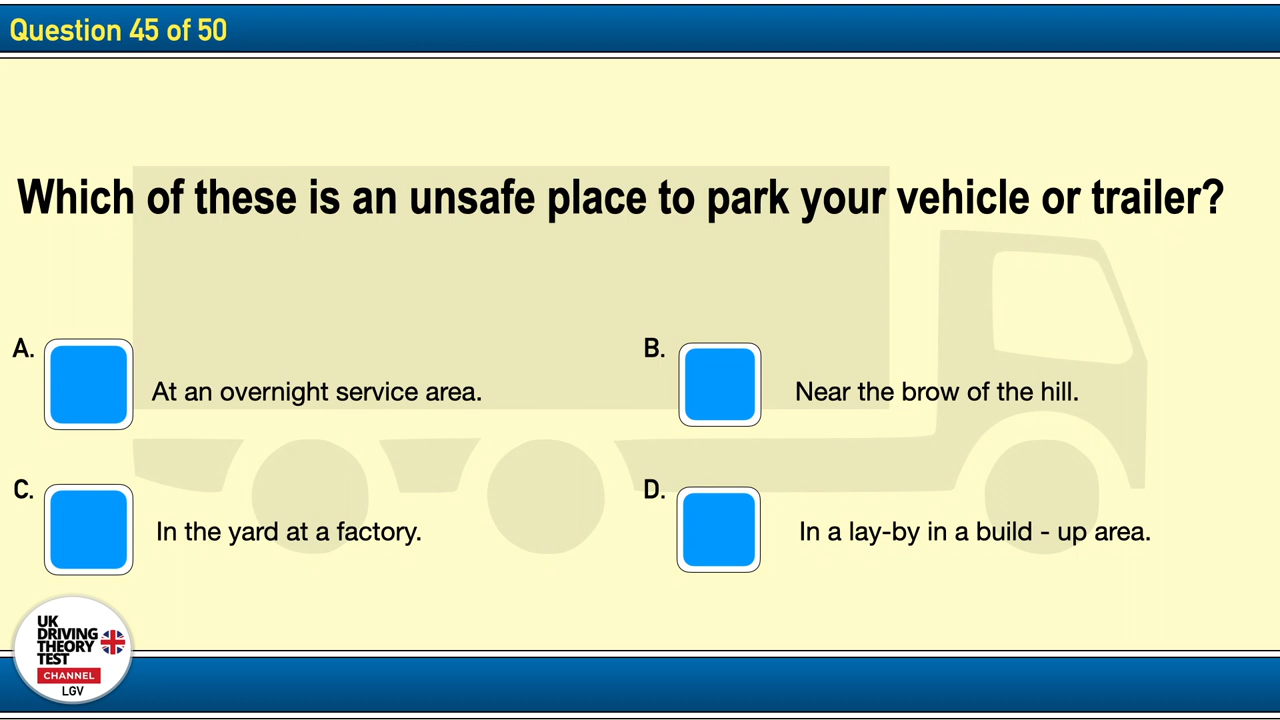 Question 45 of 50
Which of these is an unsafe place to park your vehicle or trailer?
A.
At an overnight service area.
B.
Near the brow of the hill.
C.
In the yard at a factory.
D.
In a lay-by in a build - up area.
UK
DRIVING
THEORY
TEST
CHANNEL
LGV